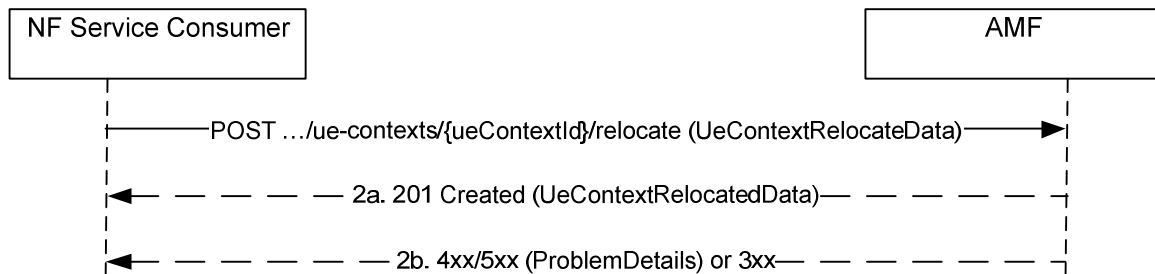 NF Service Consumer
AMF
POST …/ue-contexts/{ueContextId}/relocate (UeContextRelocateData)
2a. 201 Created (UeContextRelocatedData)
2b. 4xx/5xx (ProblemDetails) or 3xx